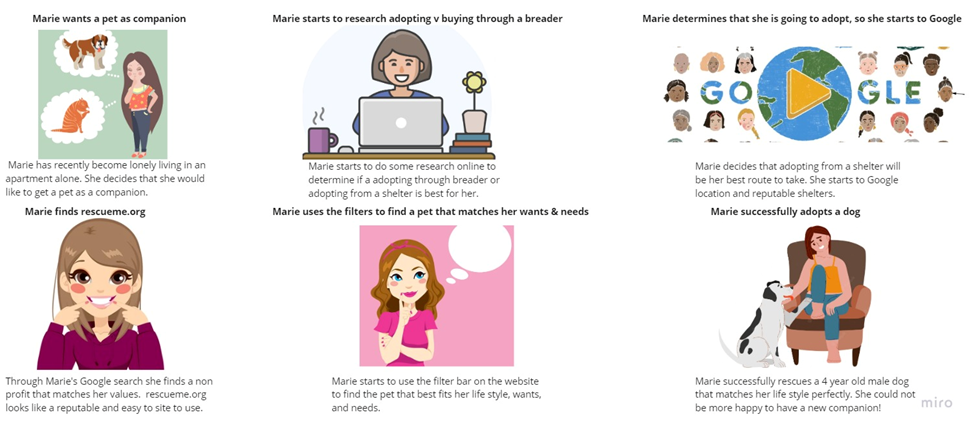 Marie wants a pet as companion
Marie has recently become lonely living in an
apartment alone. She decides that she would
like to get a pet as a companion.
Marie starts to research adopting v buying through a breader
Marie starts to do some research online to
determine if a adopting through breader or
adopting from a shelter is best for her.
Marie determines that she is going to adopt, so she starts to Google
GO GLE
Marie decides that adopting from a shelter will
be her best route to take. She starts to Google
location and reputable shelters.
Marie finds rescueme.org
Through Marie's Google search she finds a non
profit that matches her values. rescueme.org
looks like a reputable and easy to site to use.
Marie uses the filters to find a pet that matches her wants & needs
Marie starts to use the filter bar on the website
to find the pet that best fits her life style, wants,
and needs.
Marie successfully adopts a dog
Marie successfully rescues a 4 year old male dog
that matches her life style perfectly. She could not
be more happy to have a new companion!
miro